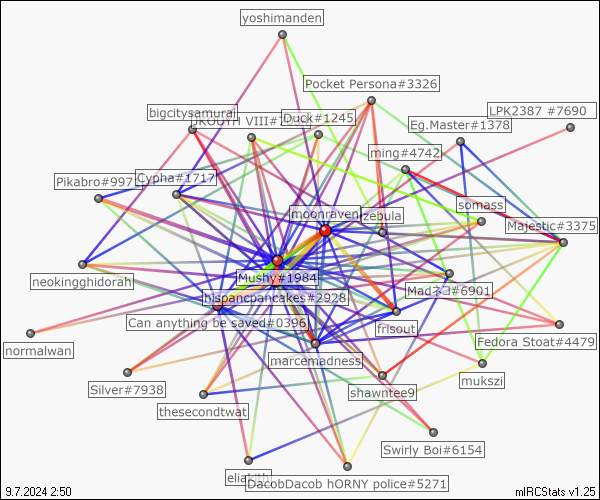 yoshimanden
Pocket Persona#3326
bigcitysamurai
Duck#1245
LPK2387 #7690
Eg.Master#1378
ming#4742
Pikabro#997
Cypha#1717
moonraven
zebula
somass
Majestic#3375
neokingghidorah
Mushy#1984
Madネコ#6901
hispancpancakes#2928
Can anything be saved#0396
frisout
normalwan
marcemadness
Fedora Stoat#4479
mukszi
Silver#7938
shawntee9
thesecondtwat
Swirly Boi#6154
DacobDacob hORNY police#5271
9.7.2024 2:50
mIRCStats v1.25